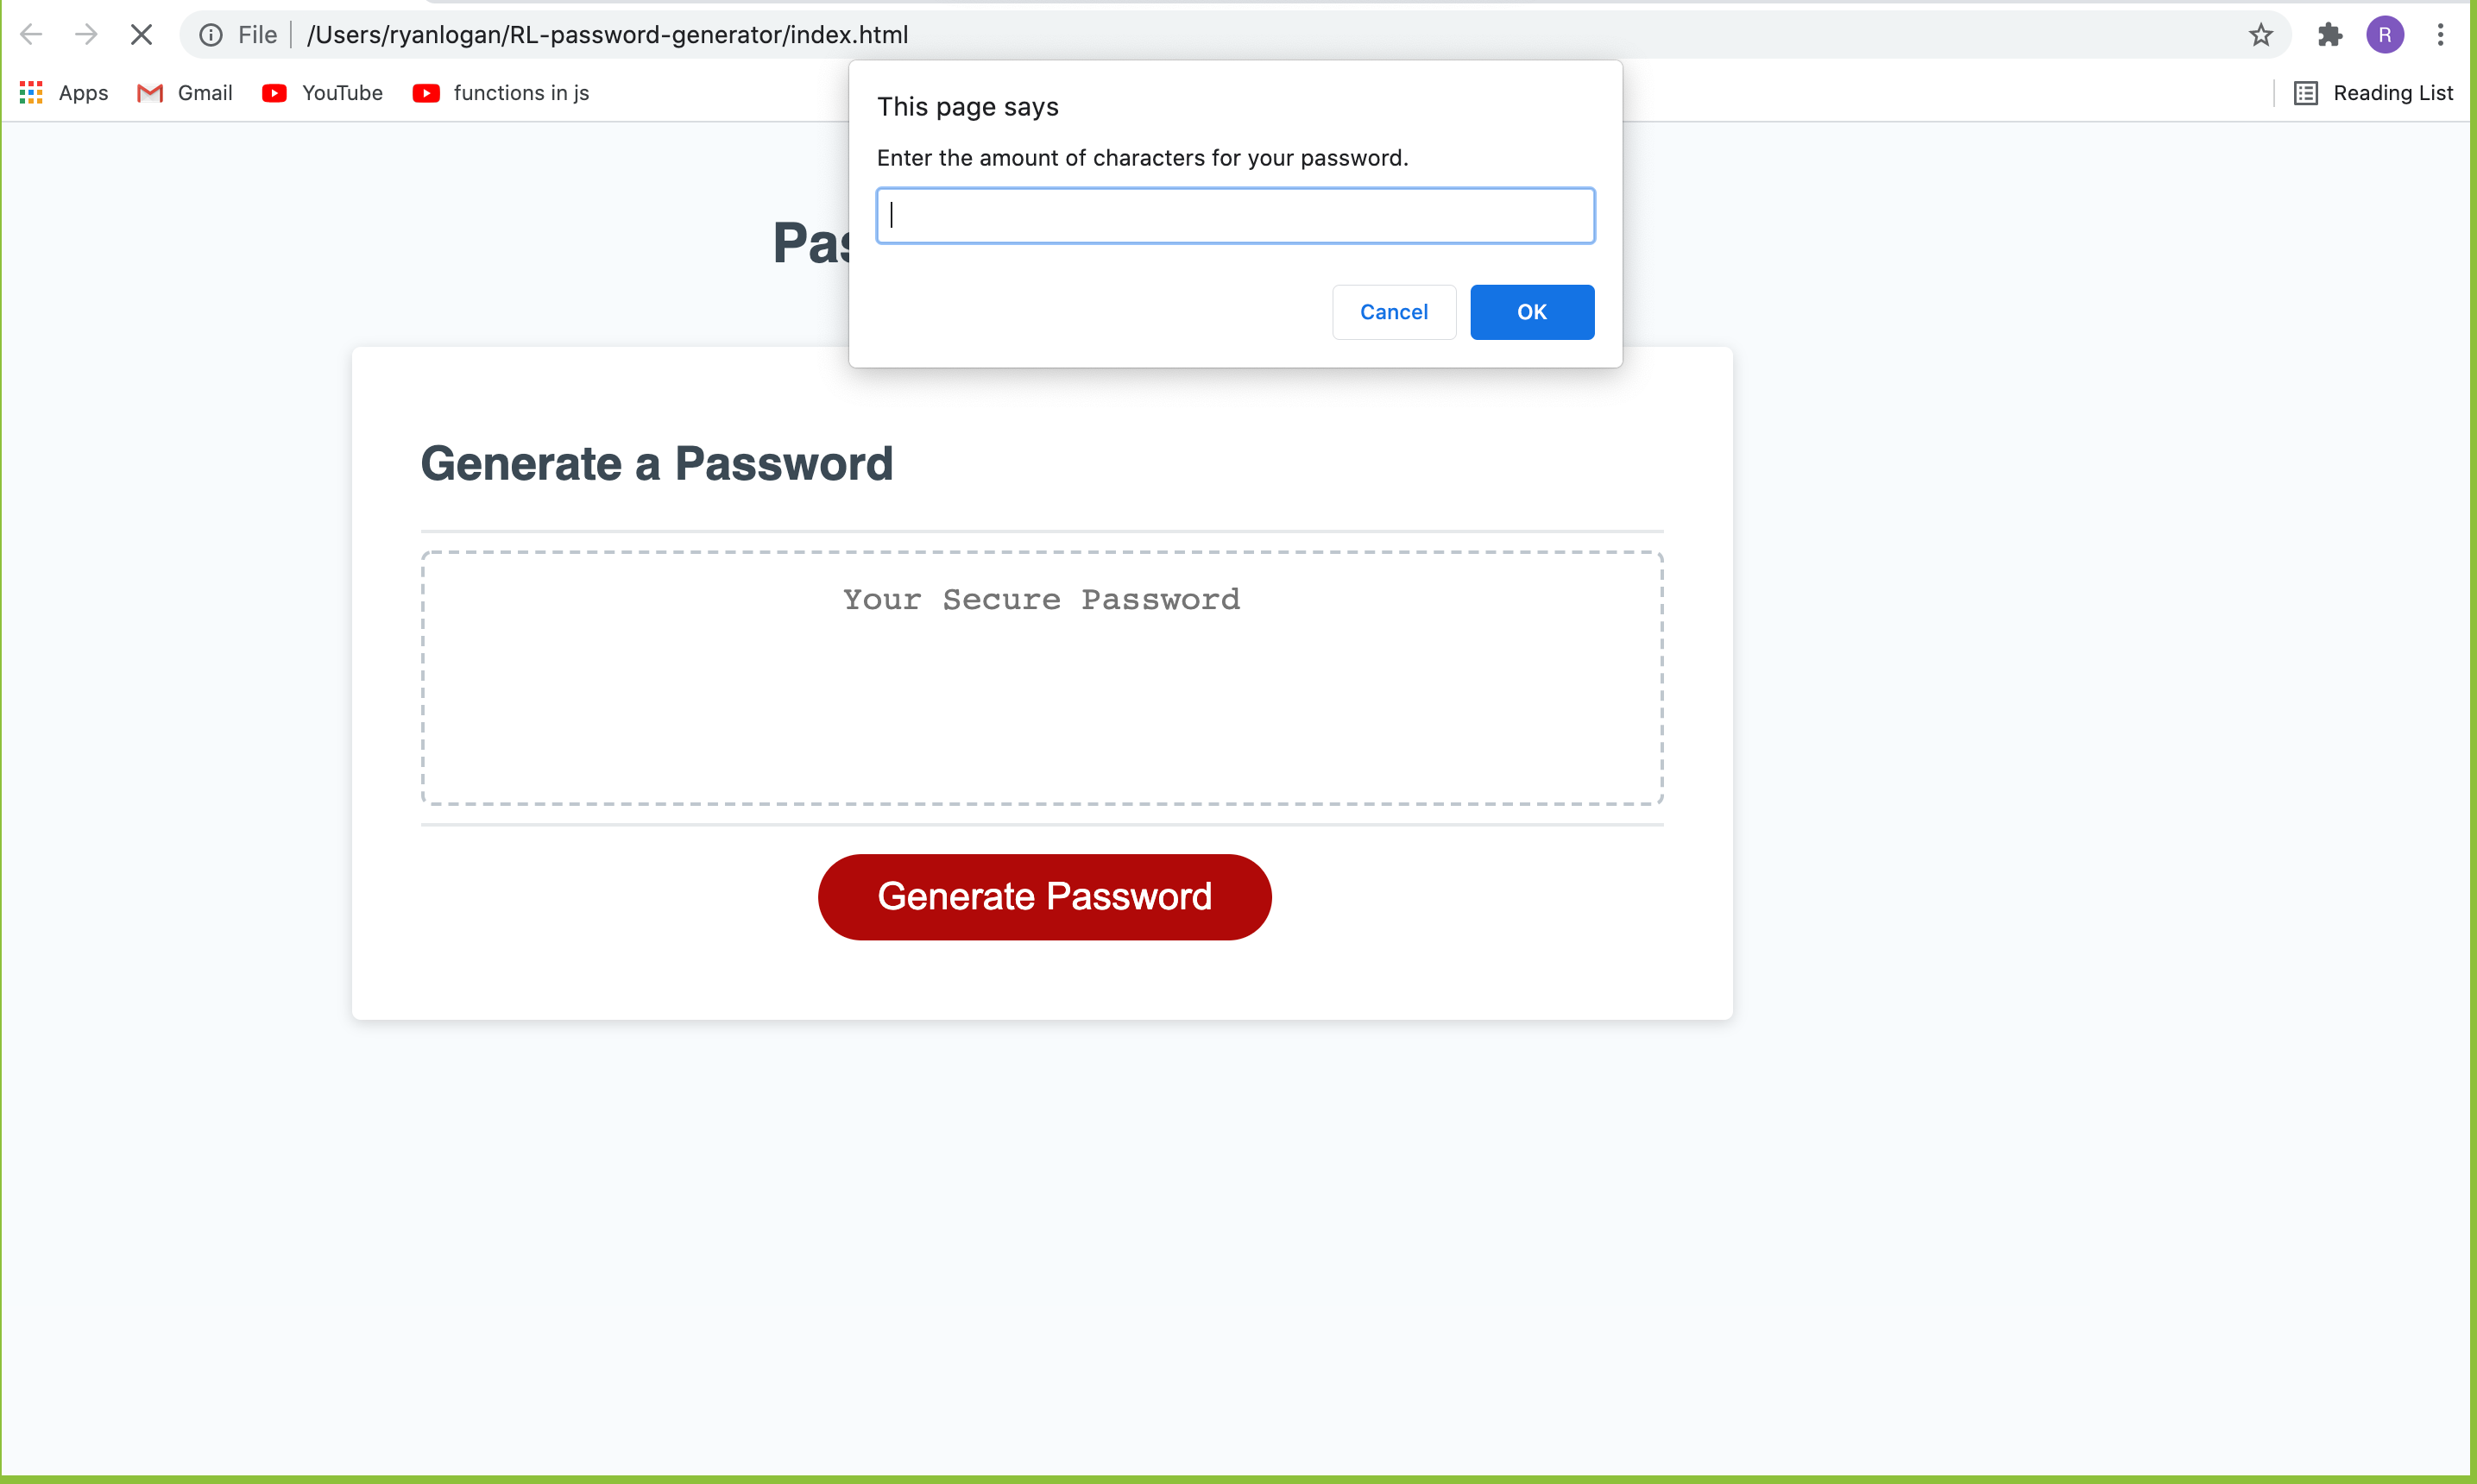 File
/Users/ryanlogan/RL-password-generator/index.html
R
Apps
Gmail
YouTube
functions in js
Reading List
This page says
Enter the amount of characters for your password.
Cancel
OK
Pas
Generate a Password
Your Secure Password
Generate Password